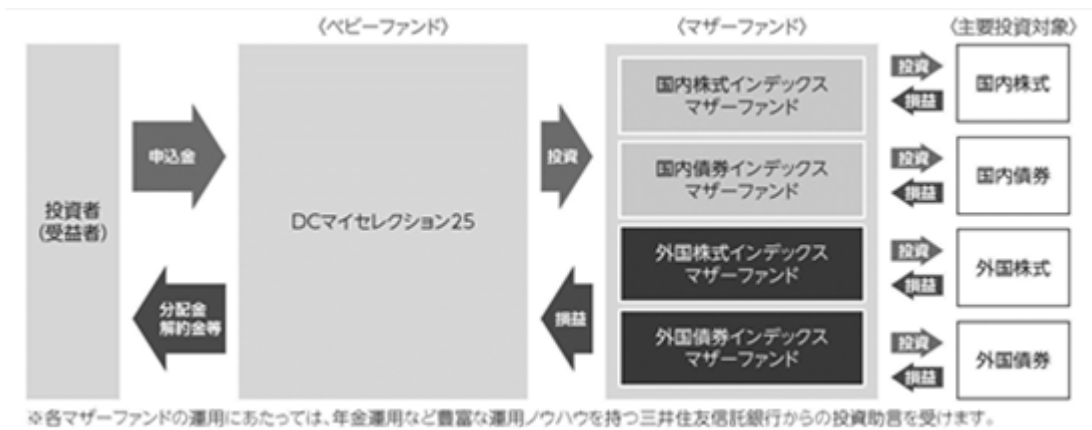 〈ベビーファンド〉
〈マザーファンド〉
〈主要投資対象〉
投資者
(受益者)
申込金
分配金
解約金等
DCマイセレクション25
投資
損益
国内株式インデックス
マザーファンド
投資
損益
国内株式
国内債券インデックス
マザーファンド
投資
損益
国内債券
外国株式インデックス
マザーファンド
投資
損益
外国株式
外国債券インデックス
マザーファンド
投資
損益
外国債券
※各マザーファンドの運用にあたっては、年金運用など豊富な運用ノウハウを持つ三井住友信託銀行からの投資助言を受けます。